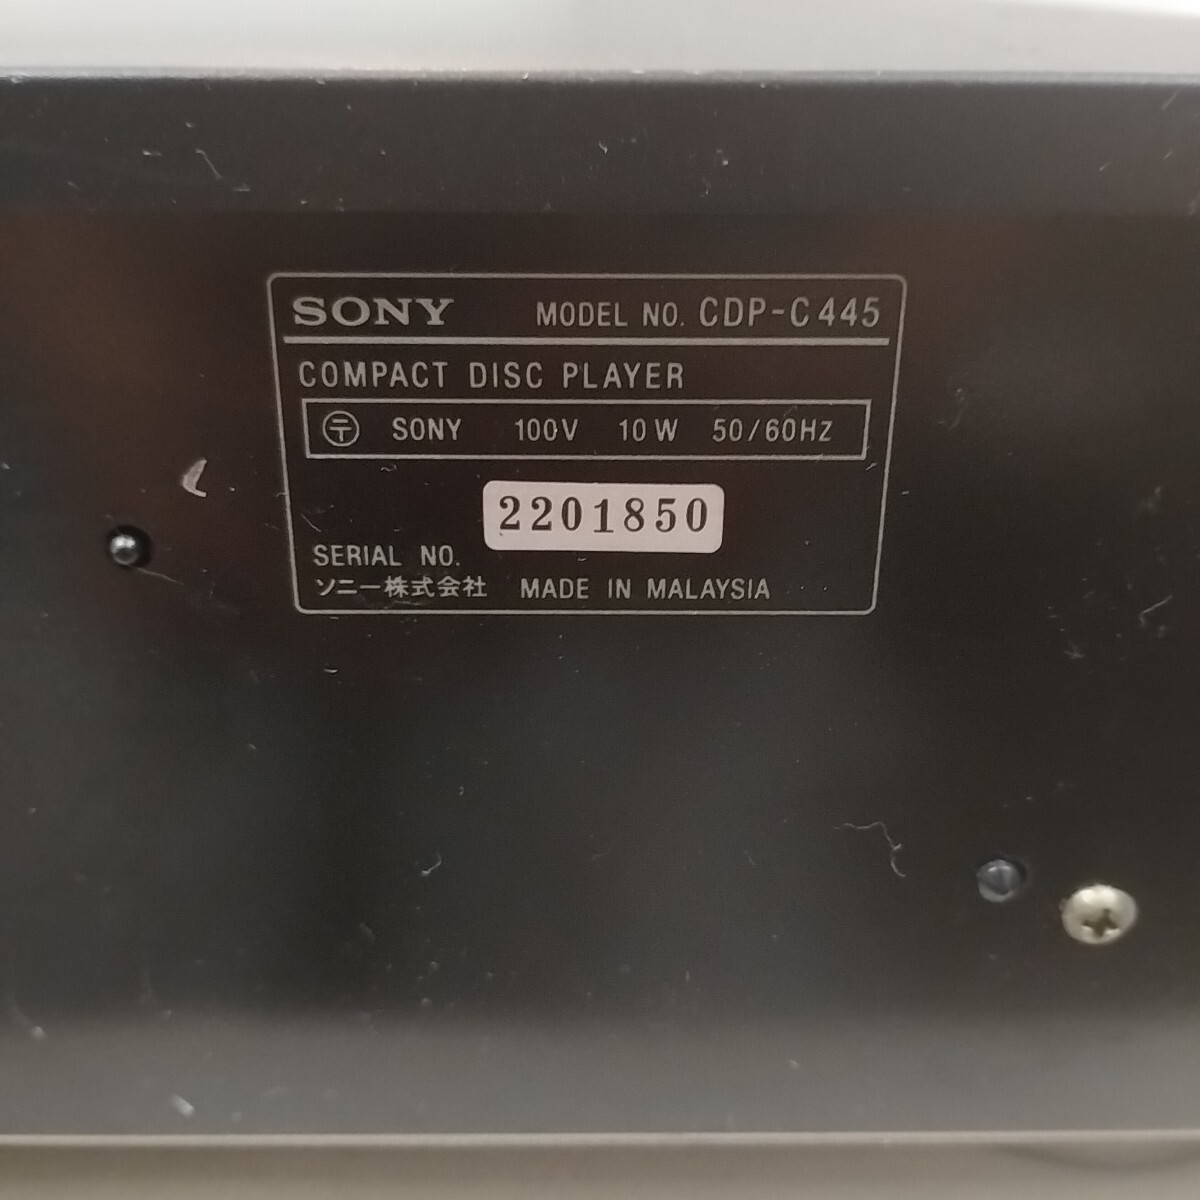 SONY MODEL NO. CDP-C445
COMPACT DISC PLAYER
〒 SONY 100V 10W 50/60Hz
2201850
SERIAL NO.
ソニー株式会社 MADE IN MALAYSIA